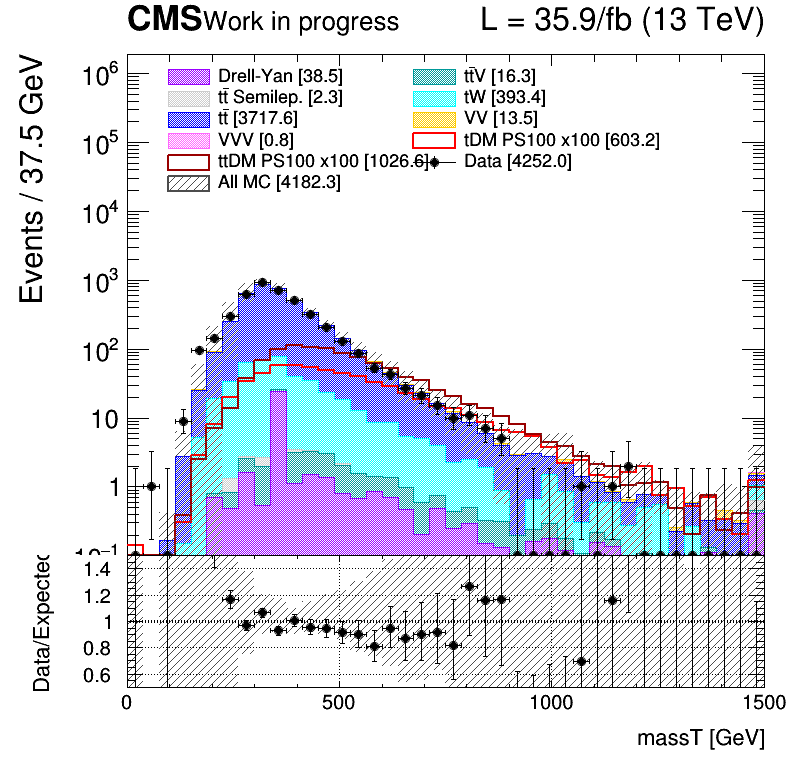 CMS Work in progress L = 35.9/fb (13 TeV)
Events / 37.5 GeV
10⁶
10⁵
10⁴
10³
10²
10
1
10⁻¹
Drell-Yan [38.5]
tt̄V [16.3]
tt̄ Semilep. [2.3]
tW [393.4]
tt̄ [3717.6]
VV [13.5]
VVV [0.8]
tDM PS100 x100 [603.2]
ttDM PS100 x100 [1026.6]
Data [4252.0]
All MC [4182.3]
Data/Expected
1.4
1.2
1
0.8
0.6
0 500 1000 1500
massT [GeV]